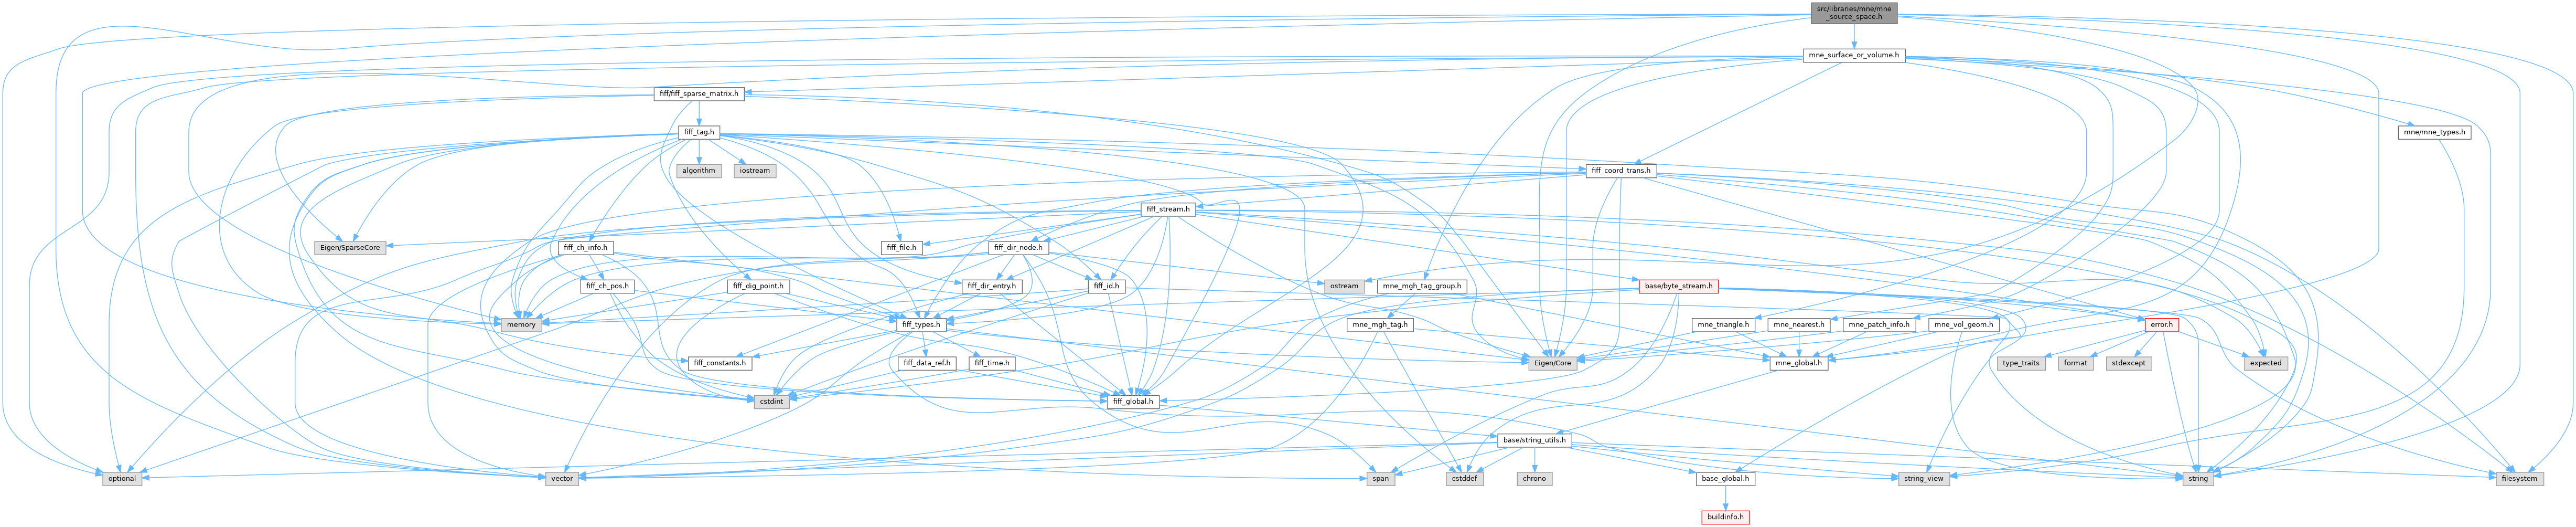 src/libraries/mne/mne
_source_space.h
mne_surface_or_volume.h
fiff/fiff_sparse_matrix.h
fiff_tag.h
mne/mne_types.h
algorithm
iostream
fiff_coord_trans.h
fiff_stream.h
Eigen/SparseCore
fiff_ch_info.h
fiff_file.h
fiff_dir_node.h
fiff_ch_pos.h
fiff_dig_point.h
fiff_dir_entry.h
fiff_id.h
ostream
mne_mgh_tag_group.h
base/byte_stream.h
memory
fiff_types.h
mne_mgh_tag.h
mne_triangle.h
mne_nearest.h
mne_patch_info.h
mne_vol_geom.h
error.h
fiff_constants.h
fiff_data_ref.h
fiff_time.h
Eigen/Core
mne_global.h
type_traits
format
stdexcept
expected
cstdint
fiff_global.h
base/string_utils.h
optional
vector
span
cstddef
chrono
base_global.h
string_view
string
filesystem
buildinfo.h